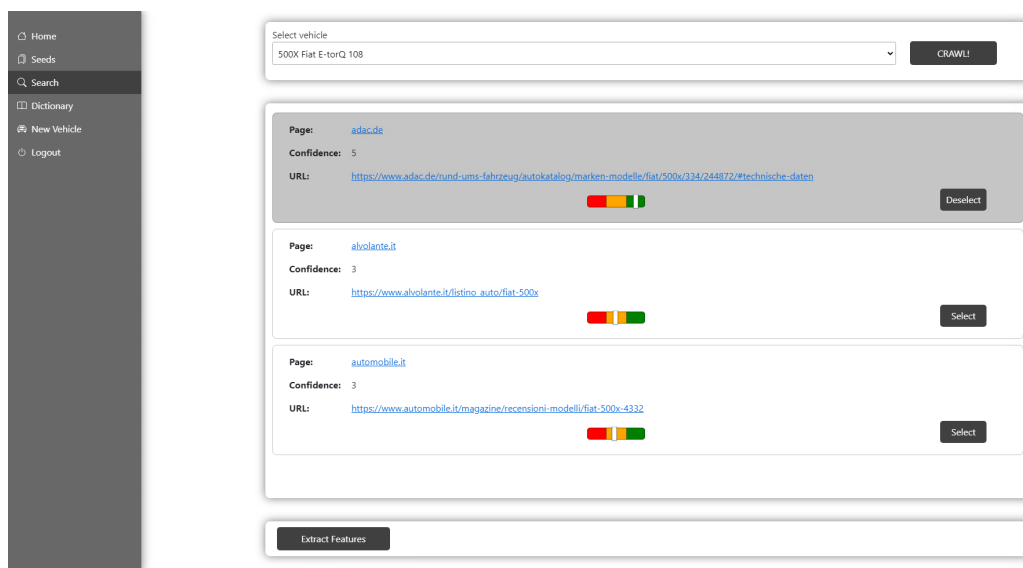 Home
Seeds
Search
Dictionary
New Vehicle
Logout
Select vehicle
500X Fiat E-torQ 108
CRAWL!
Page: adac.de
Confidence: 5
URL: https://www.adac.de/rund-ums-fahrzeug/autokatalog/marken-modelle/fiat/500x/334/244872/#technische-daten
Deselect
Page: alvolante.it
Confidence: 3
URL: https://www.alvolante.it/listino_auto/fiat-500x
Select
Page: automobile.it
Confidence: 3
URL: https://www.automobile.it/magazine/recensioni-modelli/fiat-500x-4332
Select
Extract Features